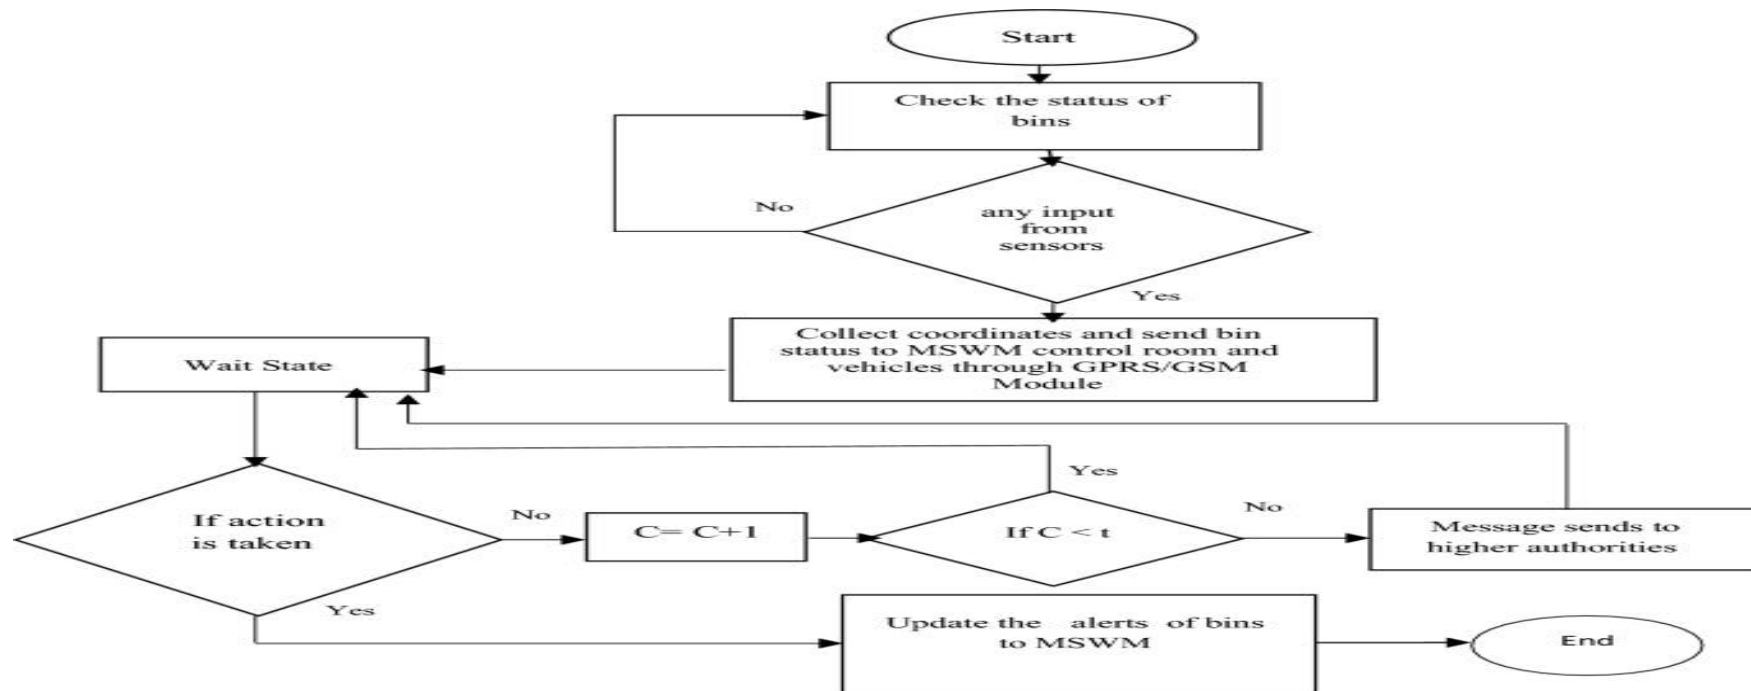 Start
Check the status of
bins
No
any input
from
sensors
Yes
Collect coordinates and send bin
status to MSWM control room and
vehicles through GPRS/GSM
Module
Wait State
Yes
If action
is taken
No
C= C+1
If C < t
No
Message sends to
higher authorities
Yes
Update the alerts of bins
to MSWM
End